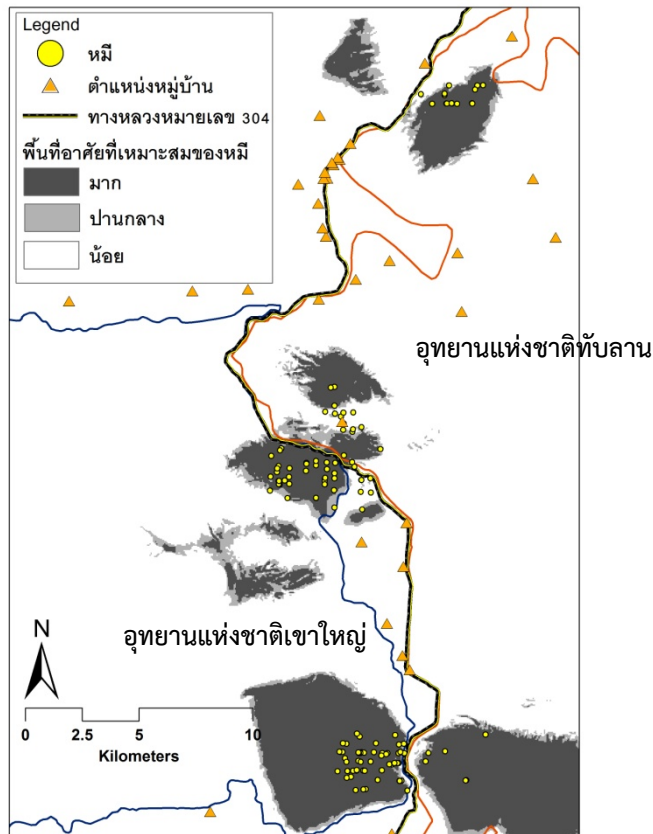 Legend
หมี
ตำแหน่งหมู่บ้าน
ทางหลวงหมายเลข 304
พื้นที่อาศัยที่เหมาะสมของหมี
มาก
ปานกลาง
น้อย
อุทยานแห่งชาติทับลาน
อุทยานแห่งชาติเขาใหญ่
N
0 2.5 5 10
Kilometers